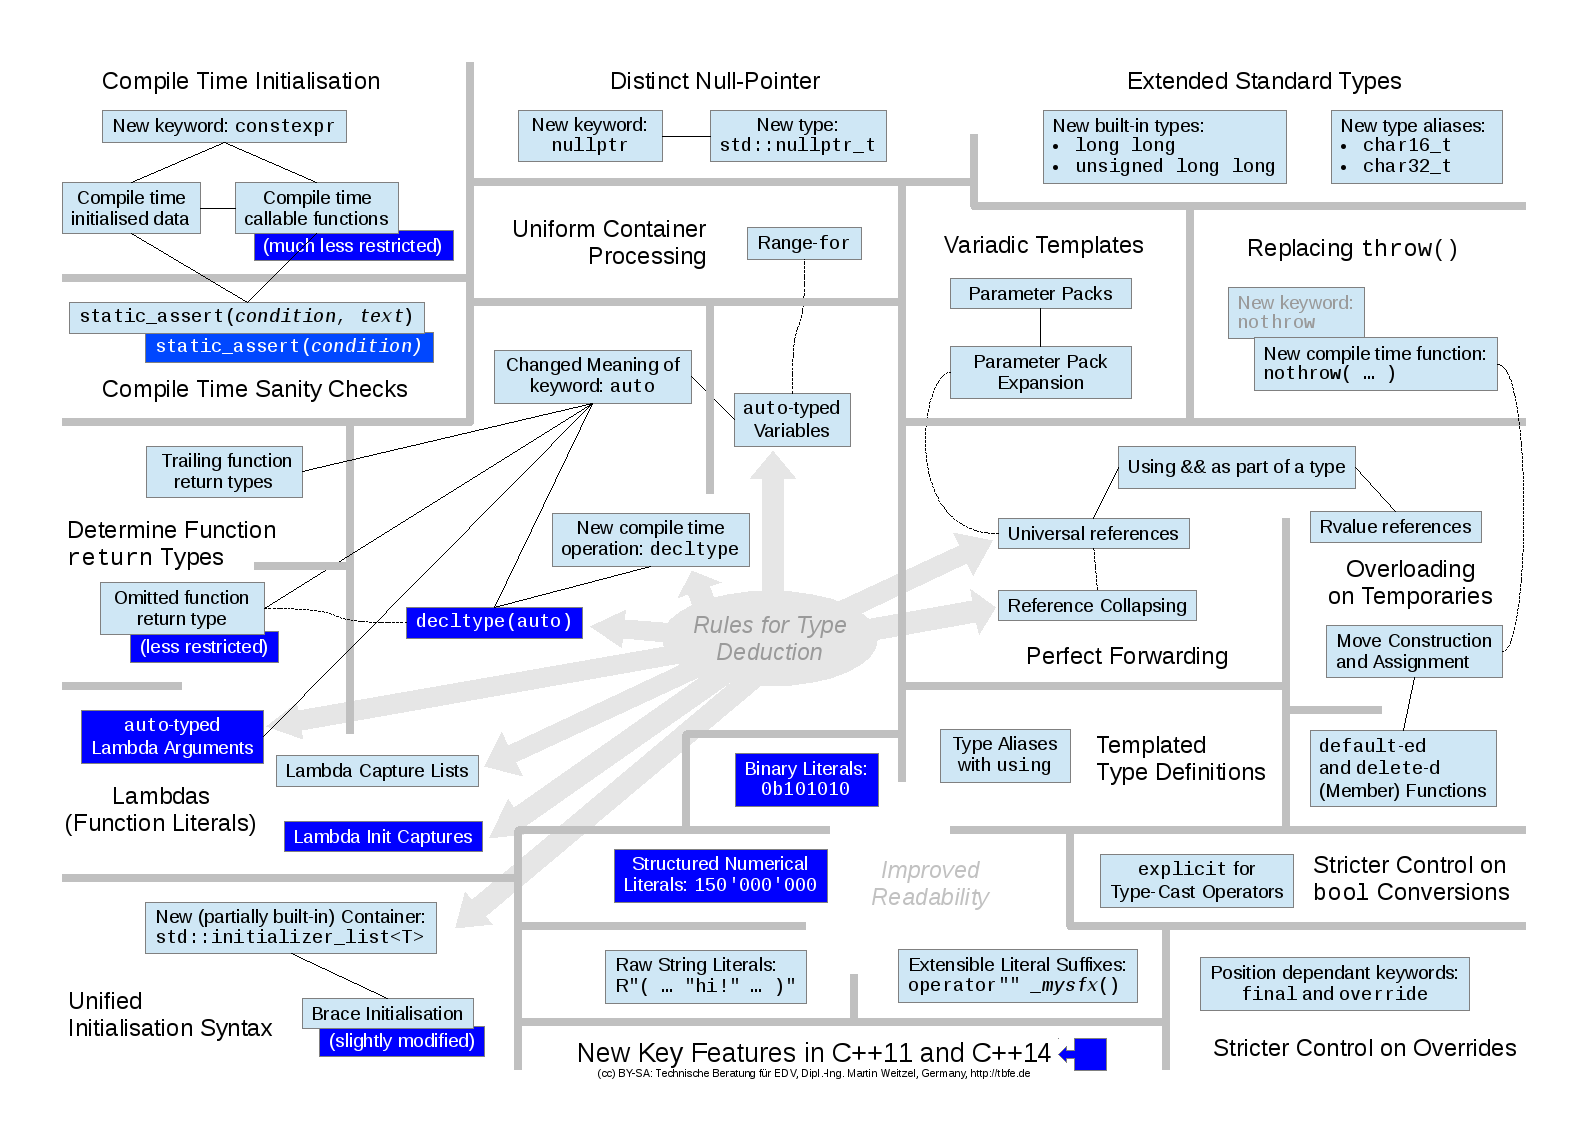 Compile Time Initialisation
New keyword: constexpr
Compile time
initialised data
Compile time
callable functions
(much less restricted)
static_assert(condition, text)
static_assert(condition)
Compile Time Sanity Checks
Distinct Null-Pointer
New keyword:
nullptr
New type:
std::nullptr_t
Extended Standard Types
New built-in types:
• long long
• unsigned long long
New type aliases:
• char16_t
• char32_t
Uniform Container
Processing
Range-for
Changed Meaning of
keyword: auto
auto-typed
Variables
Variadic Templates
Parameter Packs
Parameter Pack
Expansion
Replacing throw()
New keyword:
nothrow
New compile time function:
nothrow( … )
Trailing function
return types
Determine Function
return Types
Omitted function
return type
(less restricted)
New compile time
operation: decltype
decltype(auto)
Rules for Type
Deduction
Using && as part of a type
Universal references
Rvalue references
Reference Collapsing
Perfect Forwarding
Overloading
on Temporaries
Move Construction
and Assignment
default-ed
and delete-d
(Member) Functions
auto-typed
Lambda Arguments
Lambda Capture Lists
Lambdas
(Function Literals)
Lambda Init Captures
Binary Literals:
0b101010
Structured Numerical
Literals: 150'000'000
Improved
Readability
Type Aliases
with using
Templated
Type Definitions
explicit for
Type-Cast Operators
Stricter Control on
bool Conversions
New (partially built-in) Container:
std::initializer_list<T>
Unified
Initialisation Syntax
Brace Initialisation
(slightly modified)
Raw String Literals:
R"( … "hi!" … )"
Extensible Literal Suffixes:
operator"" _mysfx()
Position dependant keywords:
final and override
Stricter Control on Overrides
New Key Features in C++11 and C++14
(cc) BY-SA: Technische Beratung für EDV, Dipl.-Ing. Martin Weitzel, Germany, http://tbfe.de